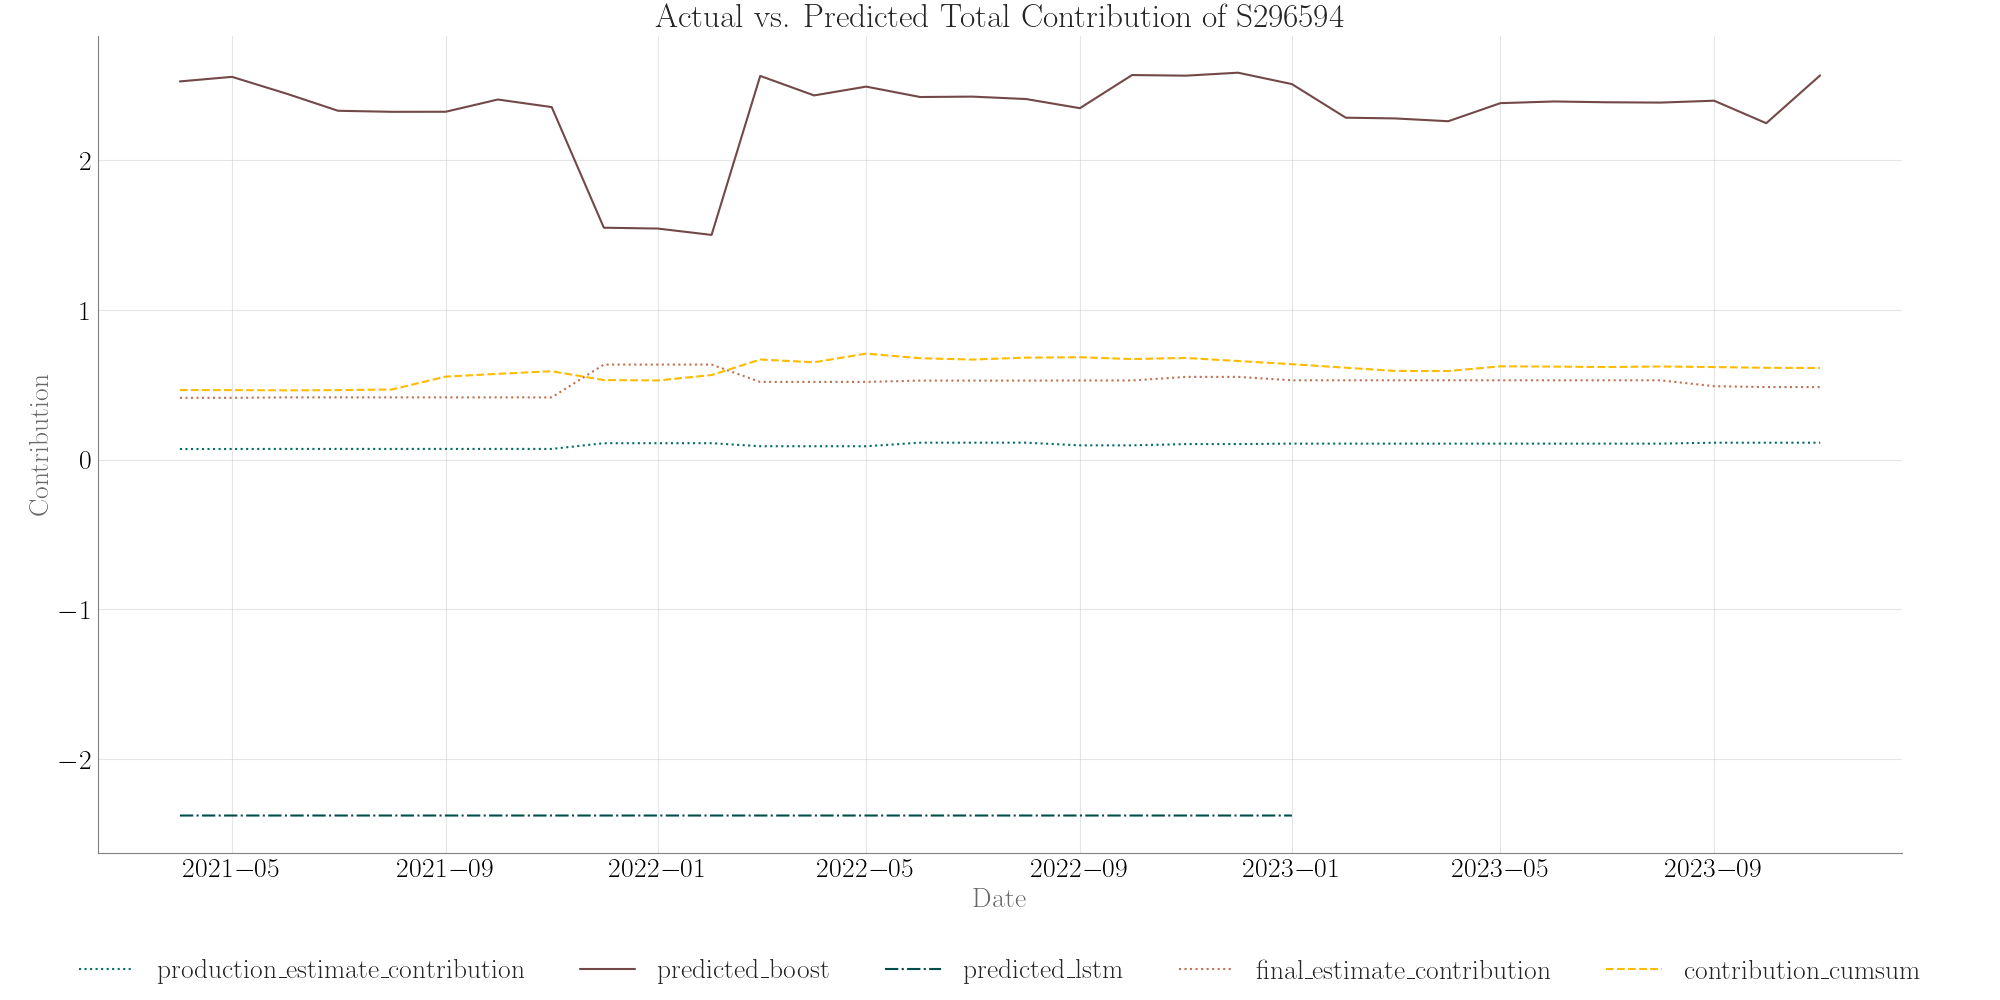 Actual vs. Predicted Total Contribution of S296594
Contribution
2
1
0
−1
−2
2021−05 2021−09 2022−01 2022−05 2022−09 2023−01 2023−05 2023−09
Date
production_estimate_contribution predicted_boost predicted_lstm final_estimate_contribution contribution_cumsum